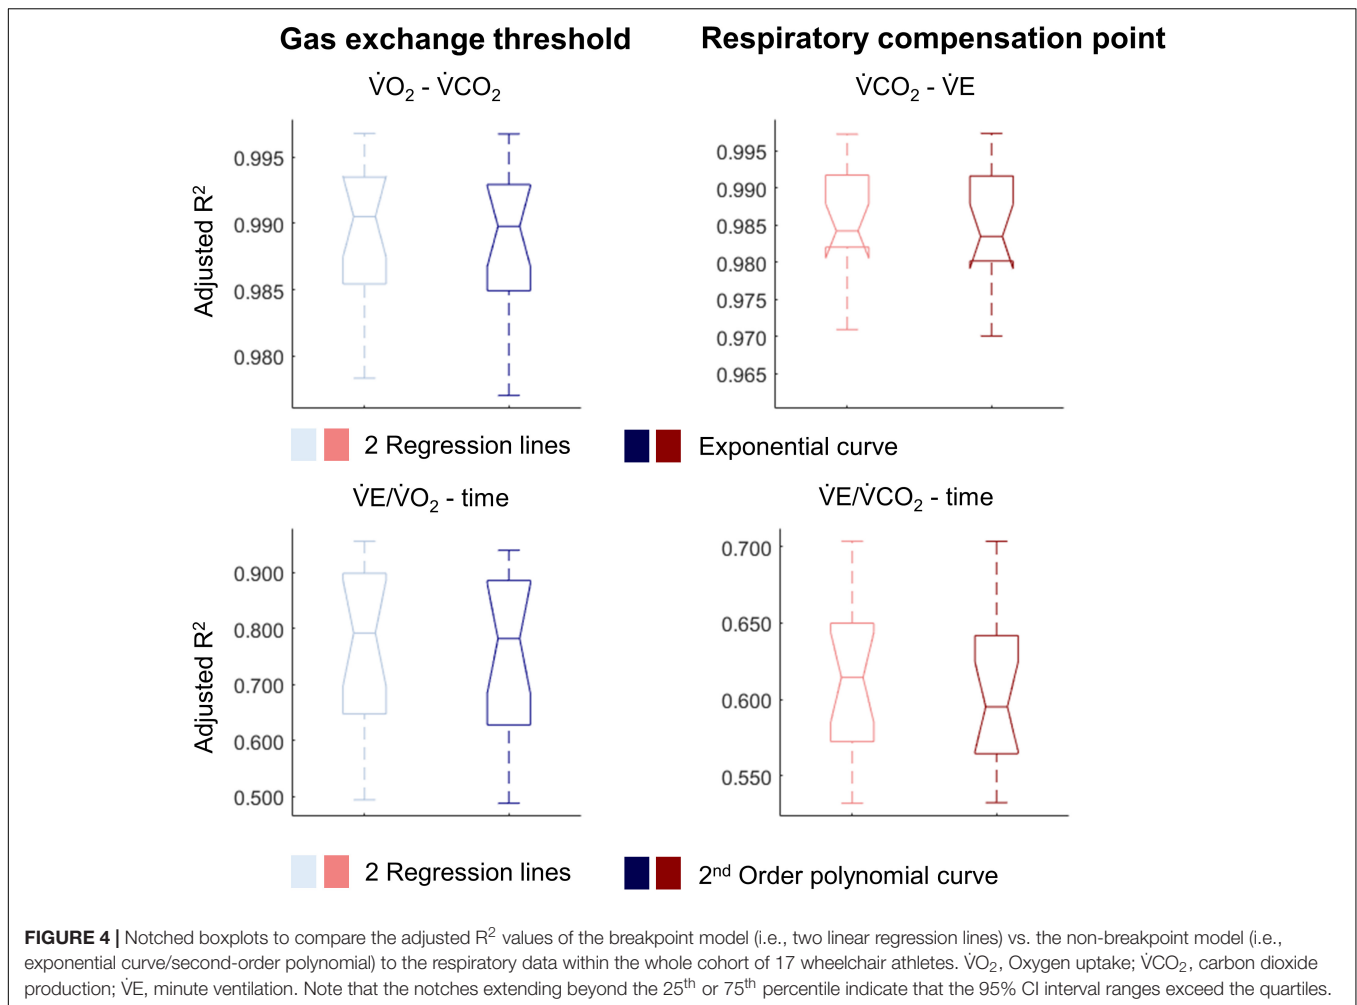 Gas exchange threshold
Respiratory compensation point
V̇O₂ - V̇CO₂
V̇CO₂ - V̇E
Adjusted R²
0.995
0.990
0.985
0.980
0.995
0.990
0.985
0.980
0.975
0.970
0.965
2 Regression lines
Exponential curve
V̇E/V̇O₂ - time
V̇E/V̇CO₂ - time
Adjusted R²
0.900
0.800
0.700
0.600
0.500
0.700
0.650
0.600
0.550
2 Regression lines
2ⁿᵈ Order polynomial curve
FIGURE 4 | Notched boxplots to compare the adjusted R² values of the breakpoint model (i.e., two linear regression lines) vs. the non-breakpoint model (i.e.,
exponential curve/second-order polynomial) to the respiratory data within the whole cohort of 17 wheelchair athletes. V̇O₂, Oxygen uptake; V̇CO₂, carbon dioxide
production; V̇E, minute ventilation. Note that the notches extending beyond the 25ᵗʰ or 75ᵗʰ percentile indicate that the 95% CI interval ranges exceed the quartiles.